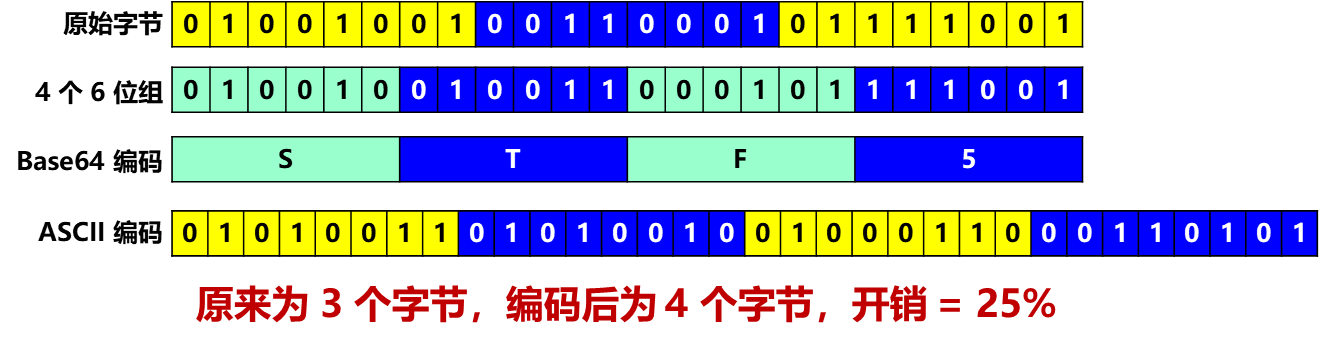 原始字节 0 1 0 0 1 0 0 1 0 0 1 1 0 0 0 1 0 1 1 1 1 0 0 1
4 个 6 位组 0 1 0 0 1 0 0 1 0 0 1 1 0 0 0 1 0 1 1 1 1 0 0 1
Base64 编码 S T F 5
ASCII 编码 0 1 0 1 0 0 1 1 0 1 0 1 0 0 1 0 0 1 0 0 0 1 1 0 0 0 1 1 0 1 0 1
原来为 3 个字节，编码后为 4 个字节，开销 = 25%